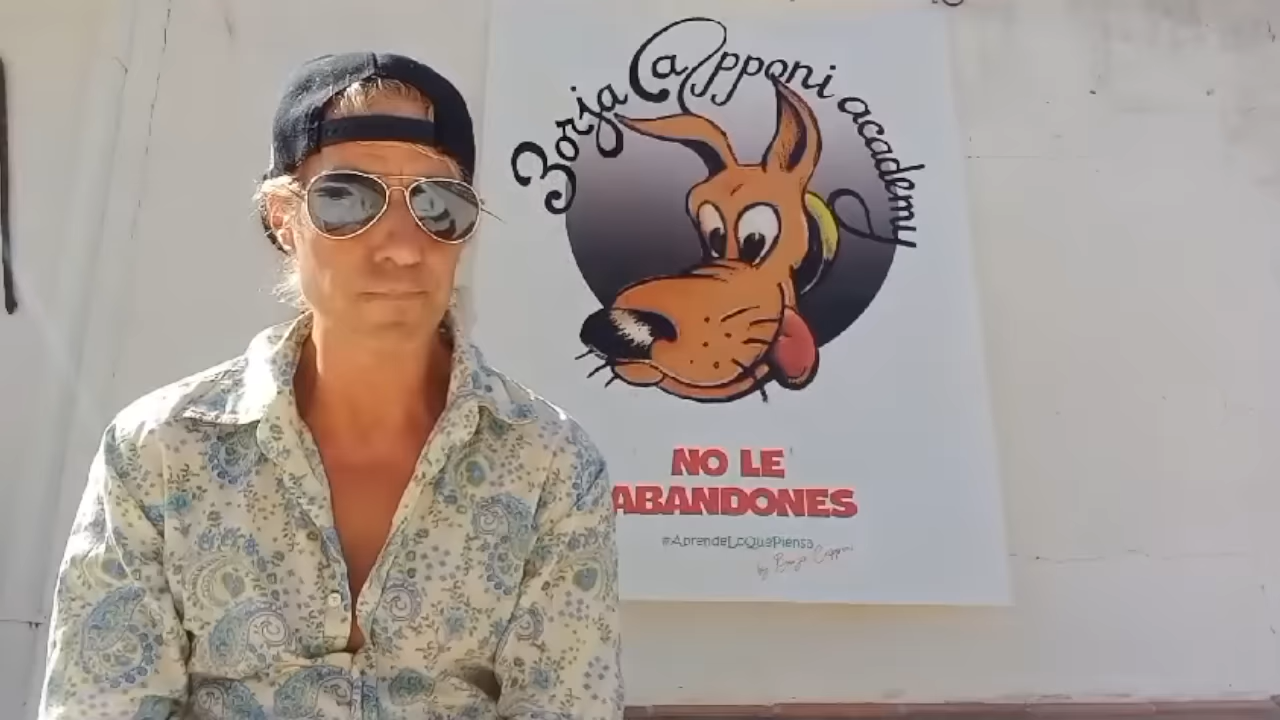 Borja Capponi academy
NO LE
ABANDONES
#AprendeLoQuePiensa
by Borja Capponi